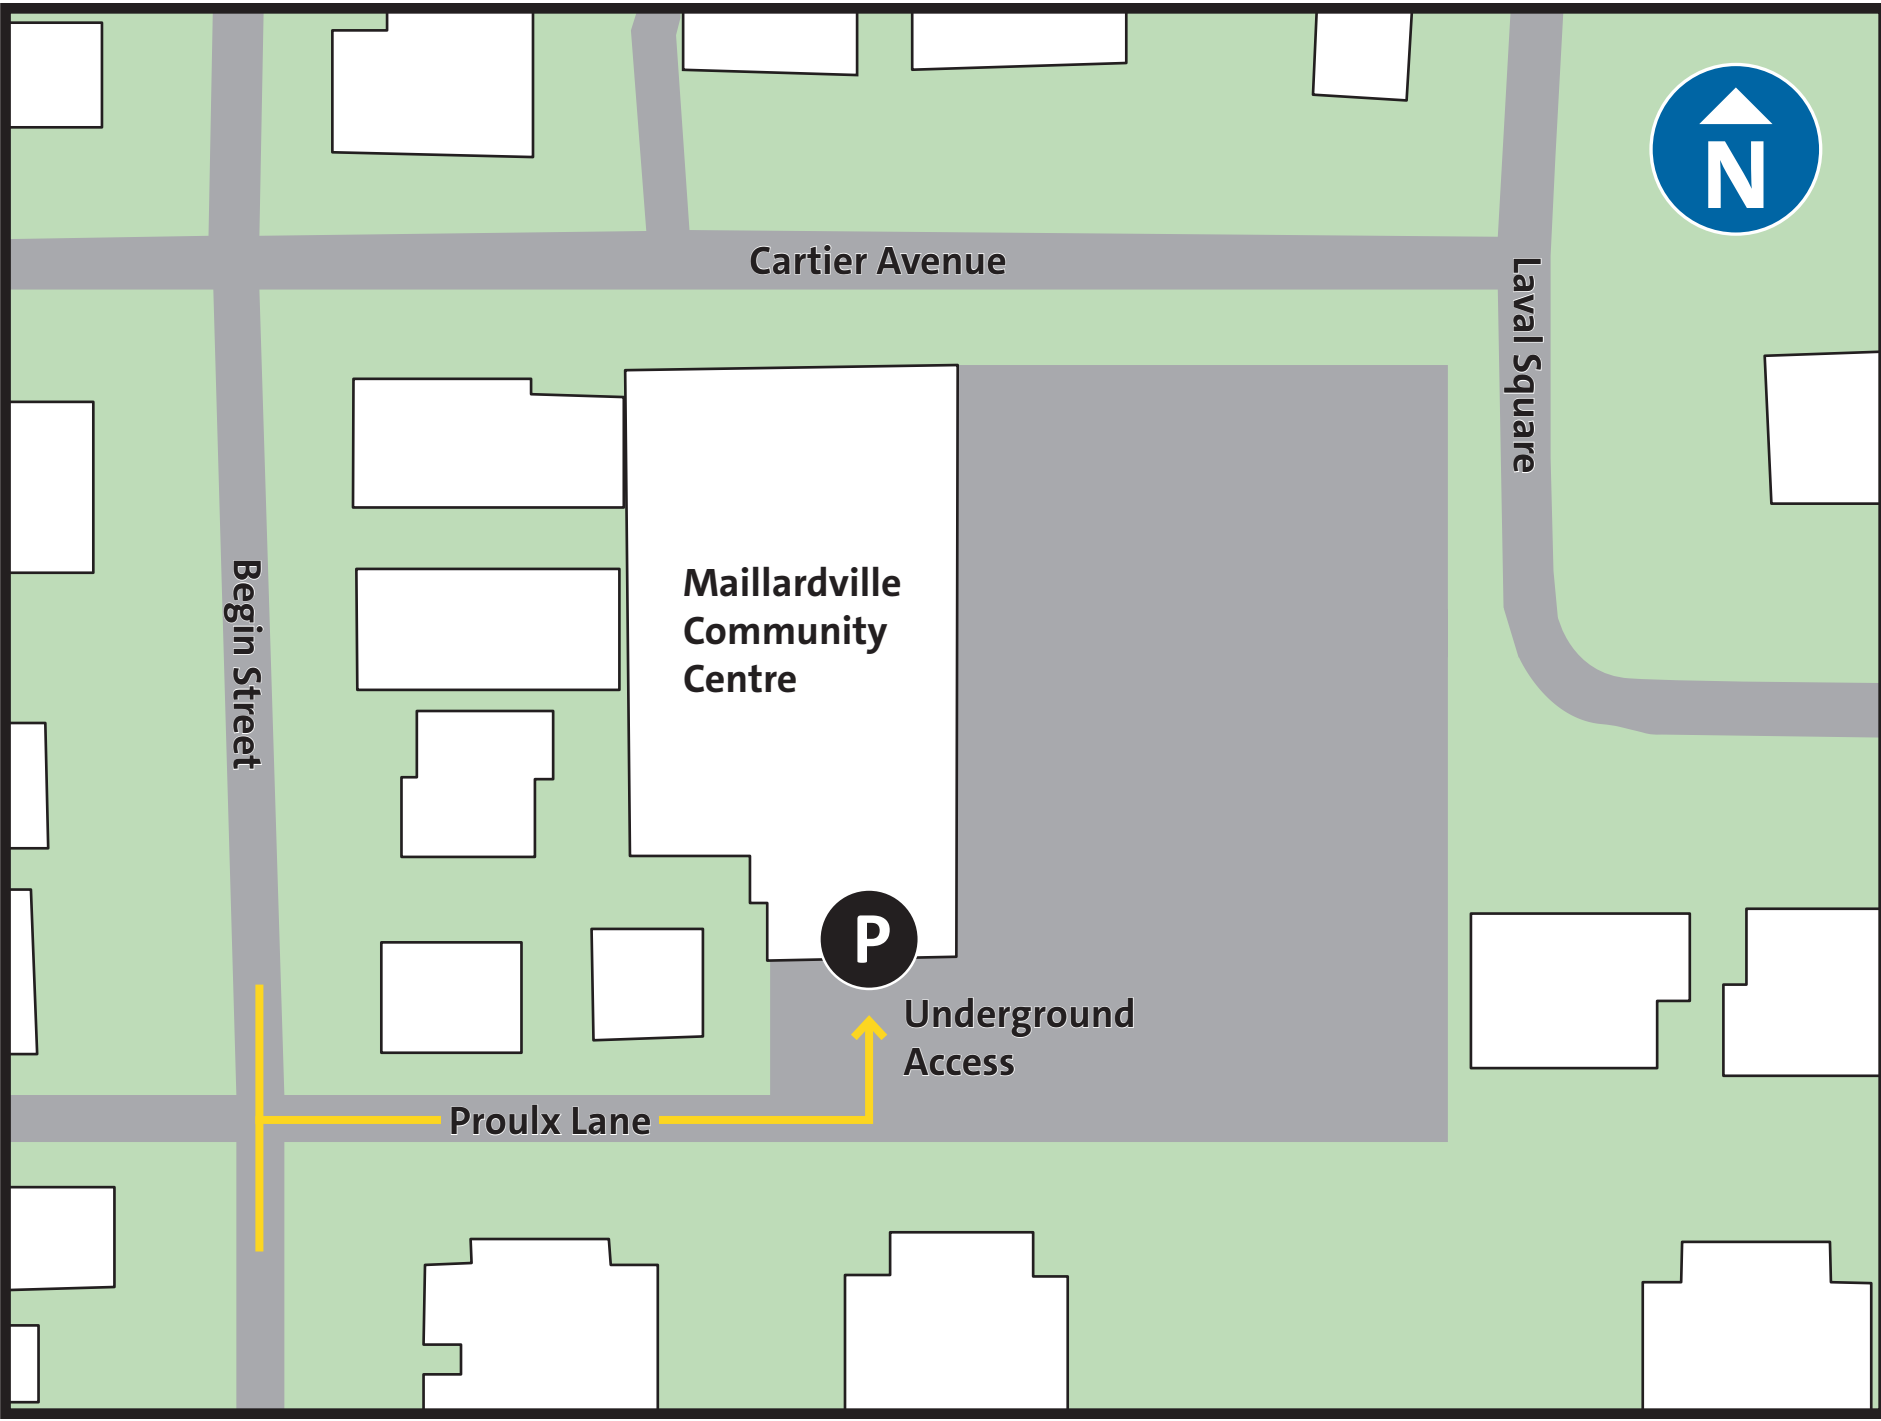 N
Cartier Avenue
Laval Square
Begin Street
Maillardville
Community
Centre
P
Underground
Access
Proulx Lane